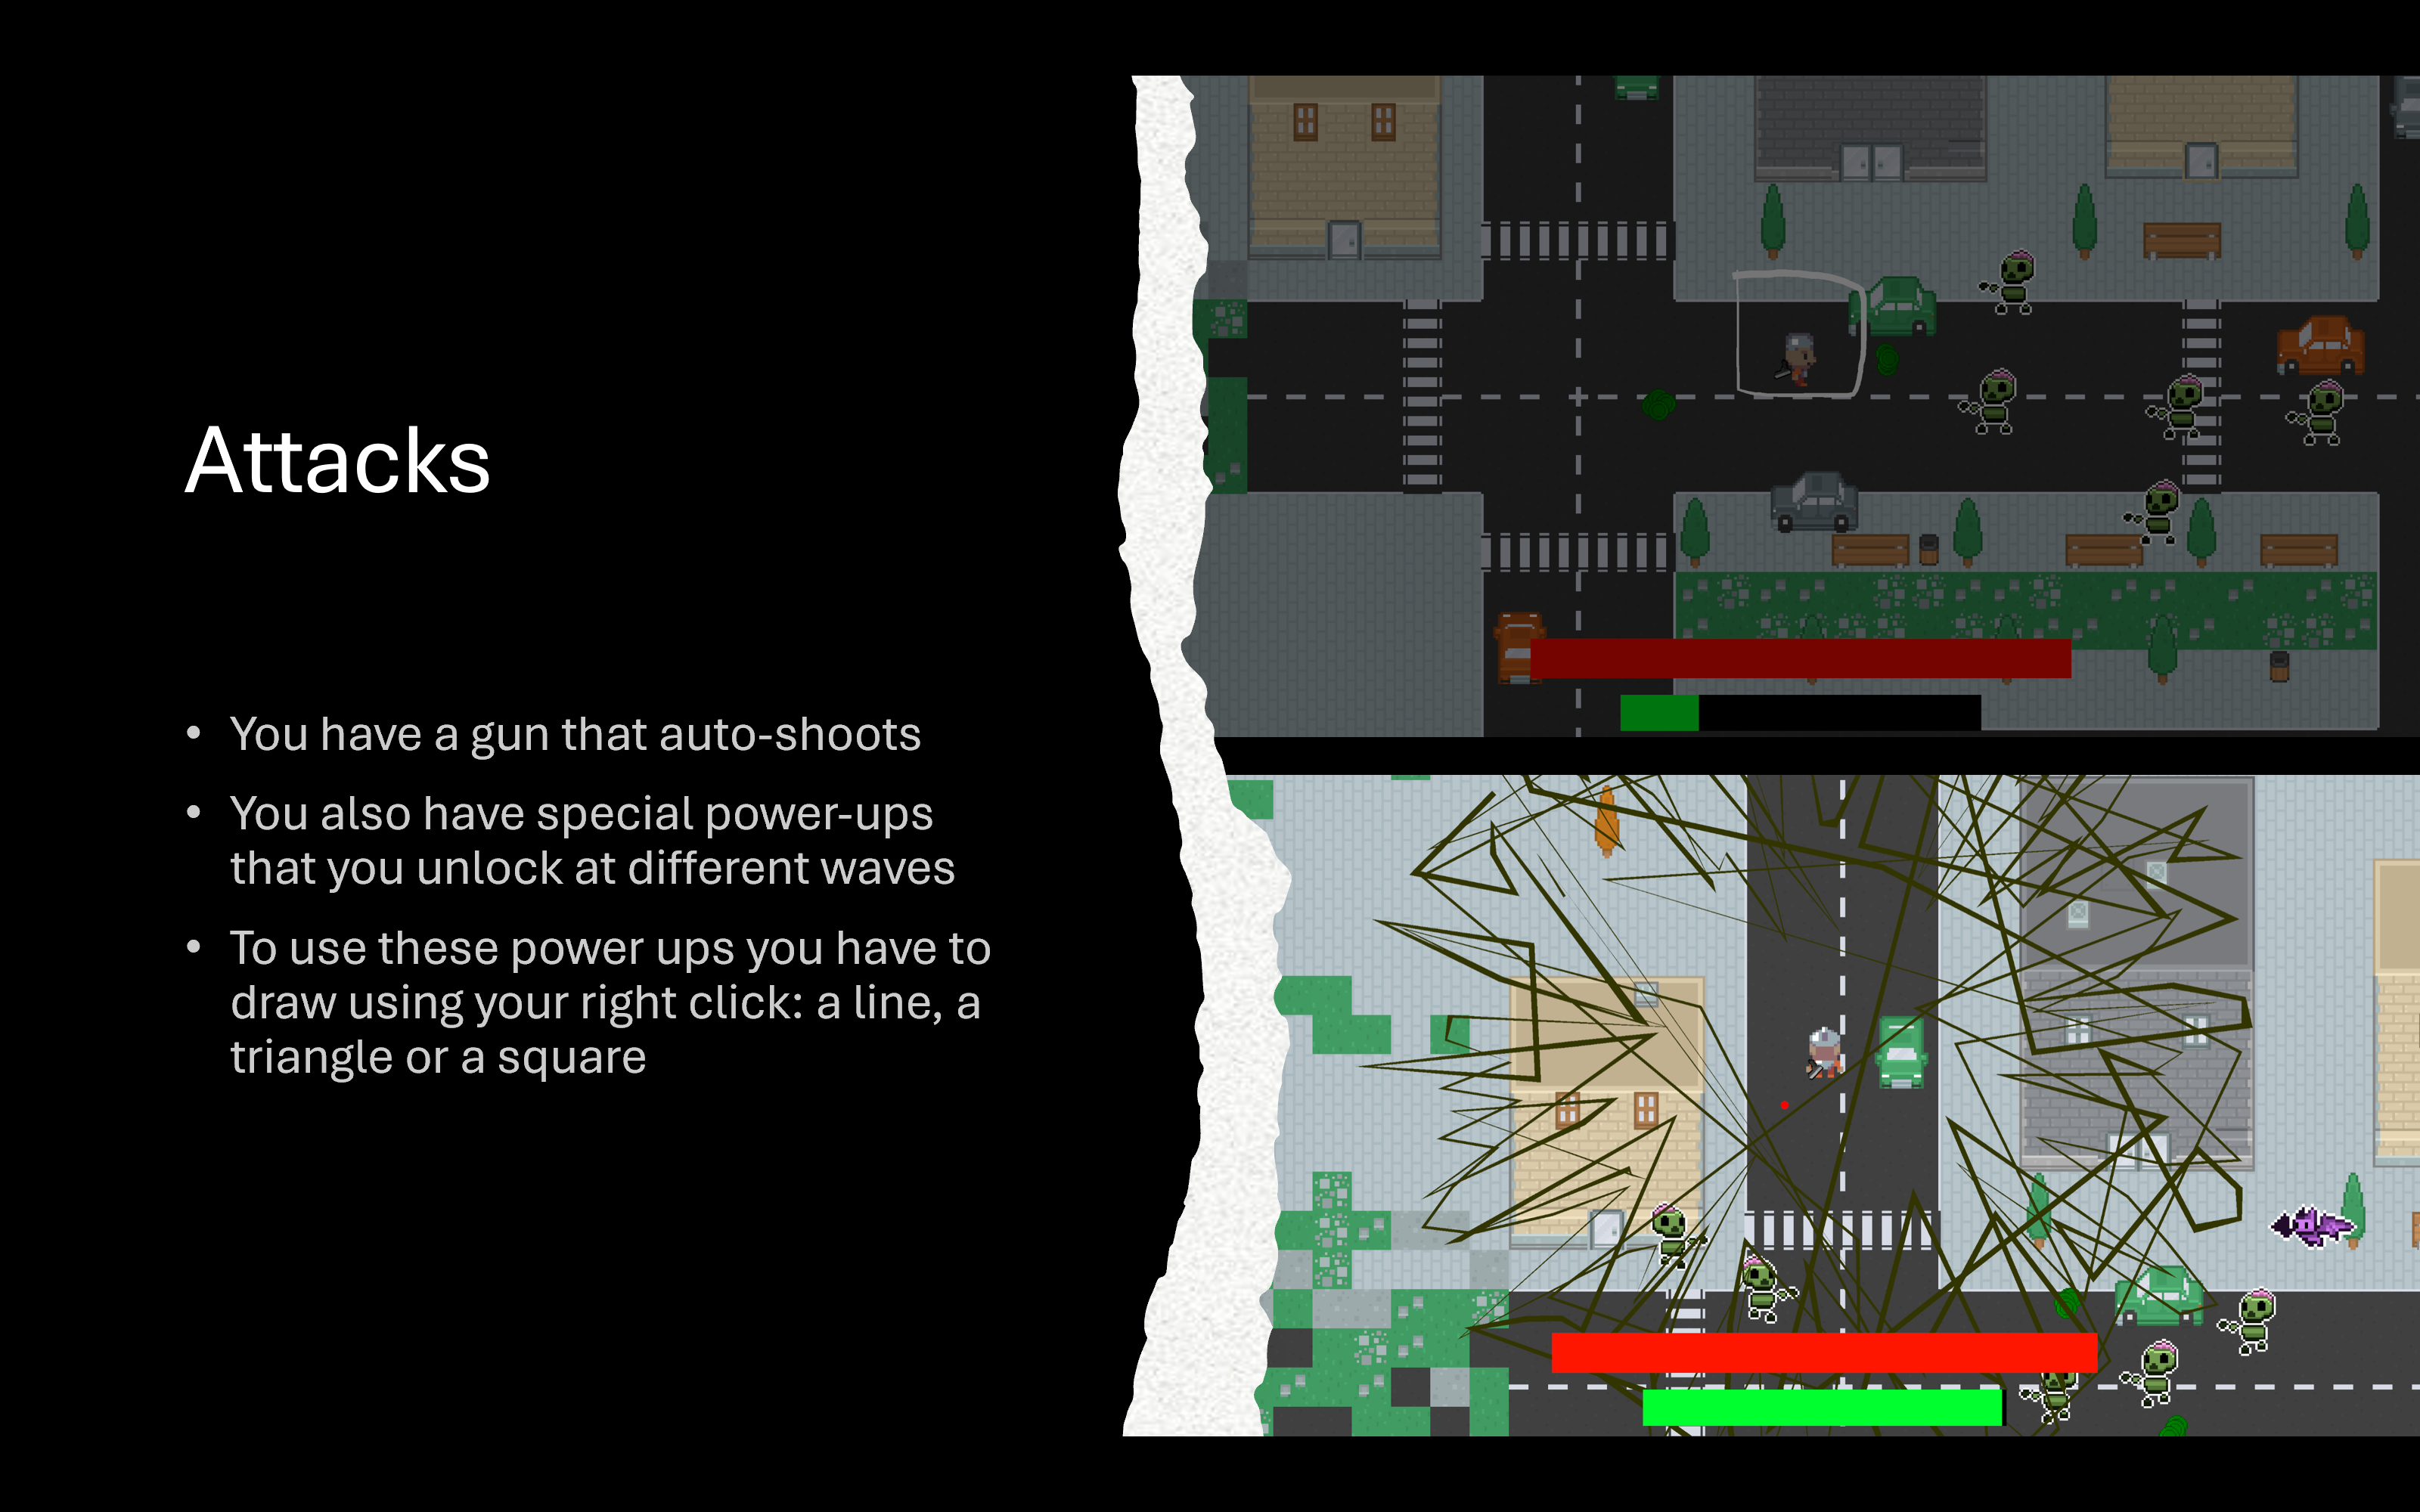 Attacks
• You have a gun that auto-shoots
• You also have special power-ups
that you unlock at different waves
• To use these power ups you have to
draw using your right click: a line, a
triangle or a square